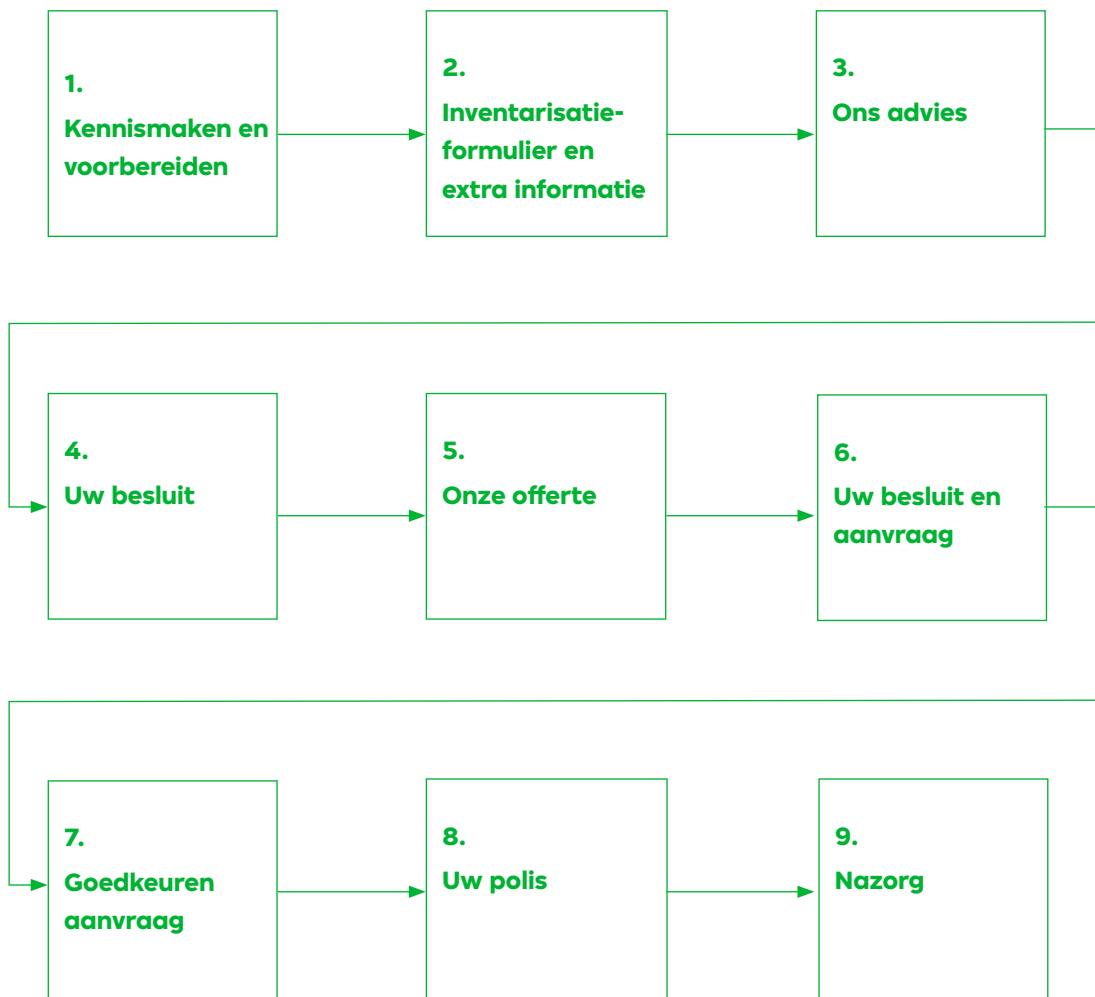 1.
Kennismaken en
voorbereiden
2.
Inventarisatie-
formulier en
extra informatie
3.
Ons advies
4.
Uw besluit
5.
Onze offerte
6.
Uw besluit en
aanvraag
7.
Goedkeuren
aanvraag
8.
Uw polis
9.
Nazorg